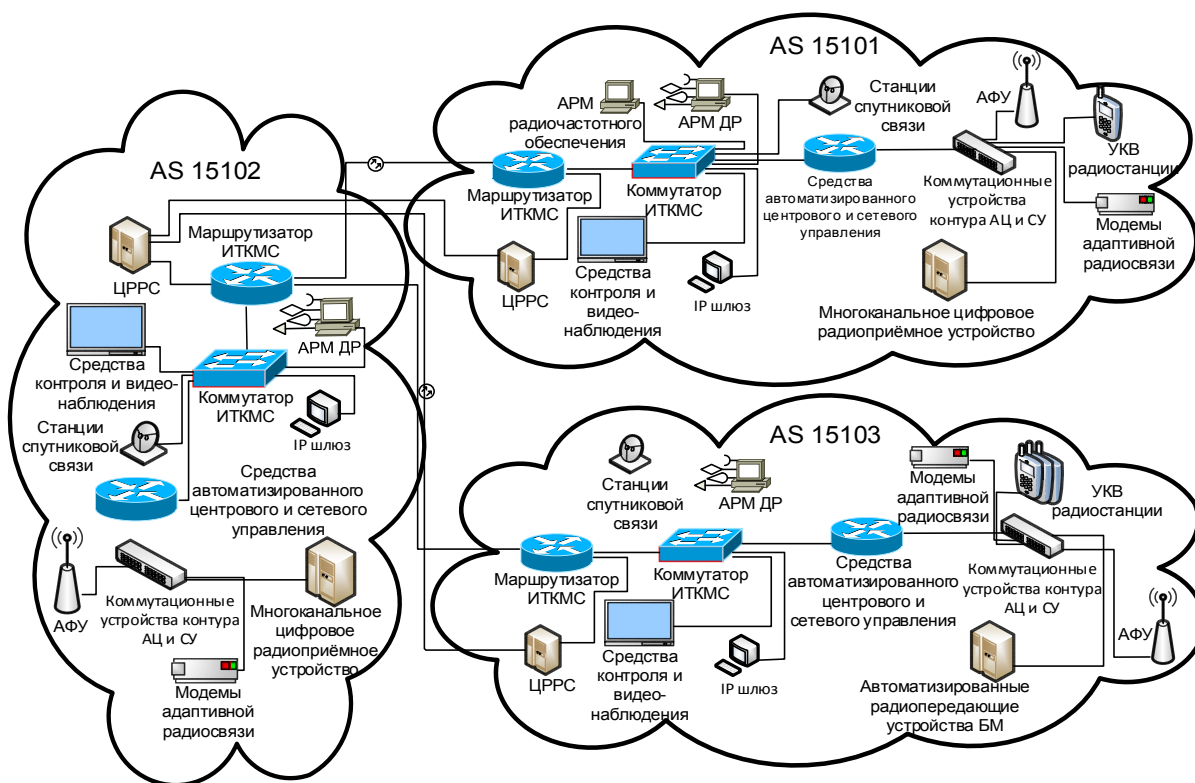 AS 15101
АРМ
радиочастотного
обеспечения
АРМ ДР
Станции
спутниковой
связи
АФУ
УКВ
радиостанции
Маршрутизатор
ИТКМС
Коммутатор
ИТКМС
Средства
автоматизированного
центрового и сетевого
управления
Коммутационные
устройства
контура АЦ и СУ
Модемы
адаптивной
радиосвязи
ЦРРС
Средства
контроля и
видео-
наблюдения
IP шлюз
Многоканальное цифровое
радиоприёмное устройство
AS 15102
ЦРРС
Маршрутизатор
ИТКМС
АРМ ДР
Средства
контроля и видео-
наблюдения
Коммутатор
ИТКМС
IP шлюз
Станции
спутниковой
связи
Средства
автоматизированного
центрового и сетевого
управления
АФУ
Коммутационные
устройства контура
АЦ и СУ
Многоканальное
цифровое
радиоприёмное
устройство
Модемы
адаптивной
радиосвязи
AS 15103
Станции
спутниковой
связи
АРМ ДР
Модемы
адаптивной
радиосвязи
УКВ
радиостанции
Маршрутизатор
ИТКМС
Коммутатор
ИТКМС
Средства
автоматизированного
центрового и
сетевого управления
Коммутационные
устройства контура
АЦ и СУ
АФУ
ЦРРС
Средства
контроля и
видео-
наблюдения
IP шлюз
Автоматизированные
радиопередающие
устройства БМ